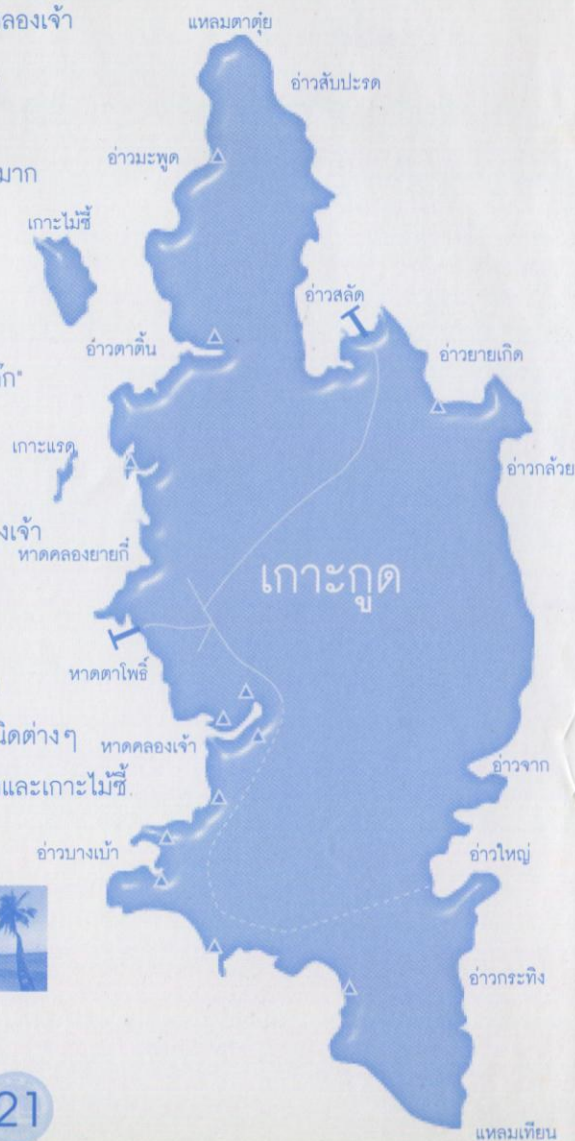 ลองเจ้า
แหลมตาตุ๋ย
อ่าวสับปะรด
อ่าวมะพูด
มาก
เกาะไม้ซี้
อ่าวสลัด
อ่าวตาติ้น
อ่าวยายเกิด
ก๊ก"
เกาะแรด
อ่าวกล้วย
งเจ้า
หาดคลองยายกี๋
เกาะกูด
หาดตาโพธิ์
นิดต่างๆ
หาดคลองเจ้า
และเกาะไม้ซี้
อ่าวจาก
อ่าวบางเบ้า
อ่าวใหญ่
อ่าวกระทิง
21
แหลมเทียน